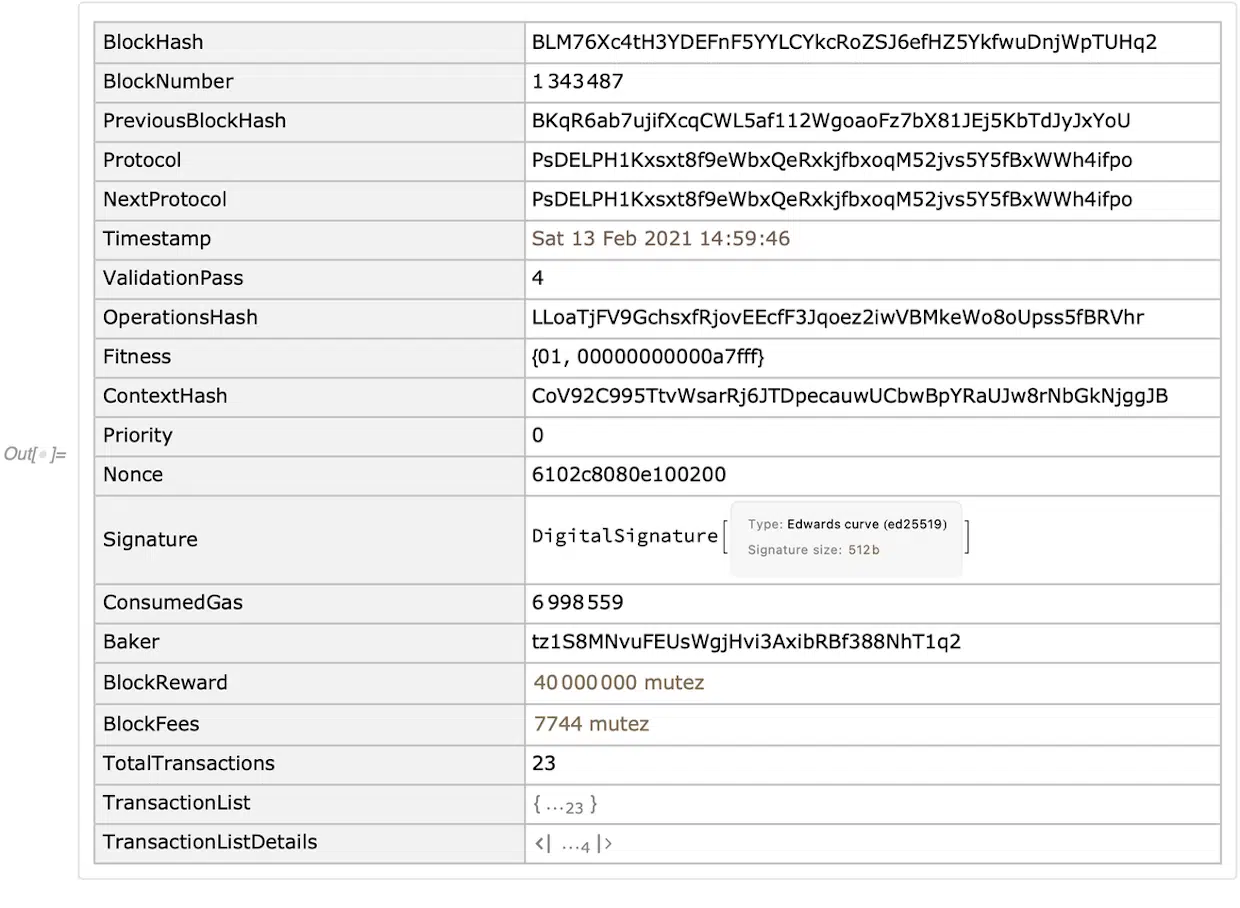 BlockHash BLM76Xc4tH3YDEFnF5YYLCYkcRoZSJ6efHZ5YkfwuDnjWpTUHq2
BlockNumber 1 343 487
PreviousBlockHash BKqR6ab7ujifXcqCWL5af112WgoaoFz7bX81JEj5KbTdJyJxYoU
Protocol PsDELPH1Kxsxt8f9eWbxQeRxkjfbxoqM52jvs5Y5fBxWWh4ifpo
NextProtocol PsDELPH1Kxsxt8f9eWbxQeRxkjfbxoqM52jvs5Y5fBxWWh4ifpo
Timestamp Sat 13 Feb 2021 14:59:46
ValidationPass 4
OperationsHash LLoaTjFV9GchsxfRjovEEcfF3Jqoez2iwVBMkeWo8oUpss5fBRVhr
Fitness {01, 00000000000a7fff}
ContextHash CoV92C995TtvWsarRj6JTDpecauwUCbwBpYRaUJw8rNbGkNjggJB
Priority 0
Out[ ]=
Nonce 6102c8080e100200
Type: Edwards curve (ed25519)
Signature DigitalSignature[ ]
Signature size: 512b
ConsumedGas 6 998 559
Baker tz1S8MNvuFEUsWgjHvi3AxibRBf388NhT1q2
BlockReward 40 000 000 mutez
BlockFees 7744 mutez
TotalTransactions 23
TransactionList { ...23 }
TransactionListDetails <| ...4 |>